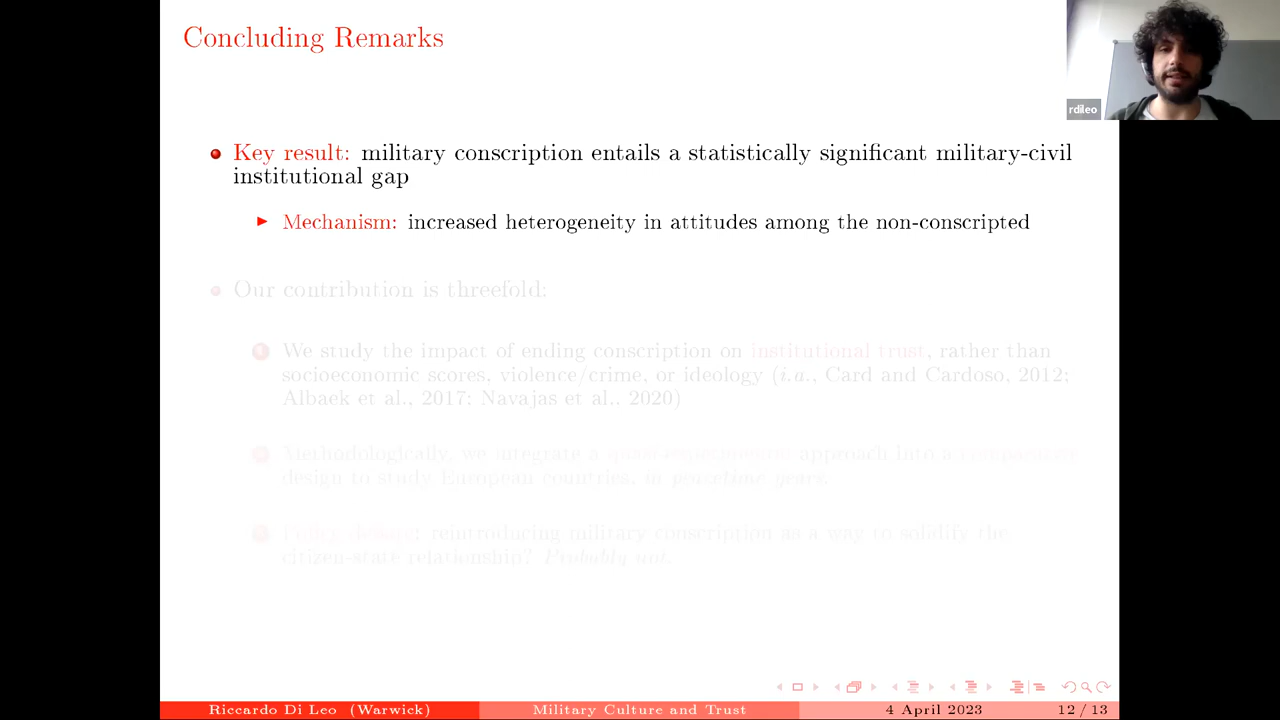 Concluding Remarks
rdileo
Key result: military conscription entails a statistically significant military-civil
institutional gap
Mechanism: increased heterogeneity in attitudes among the non-conscripted
Our contribution is threefold:
We study the impact of ending conscription on institutional trust, rather than
socioeconomic scores, violence/crime, or ideology (i.a., Card and Cardoso, 2012;
Albaek et al., 2017; Navajas et al., 2020)
Methodologically, we integrate a approach into a
design to study European countries, in peacetime years.
reintroducing military conscription as a way to solidify the
citizen-state relationship? Probably not.
Riccardo Di Leo (Warwick)
Military Culture and Trust
4 April 2023
12 / 13